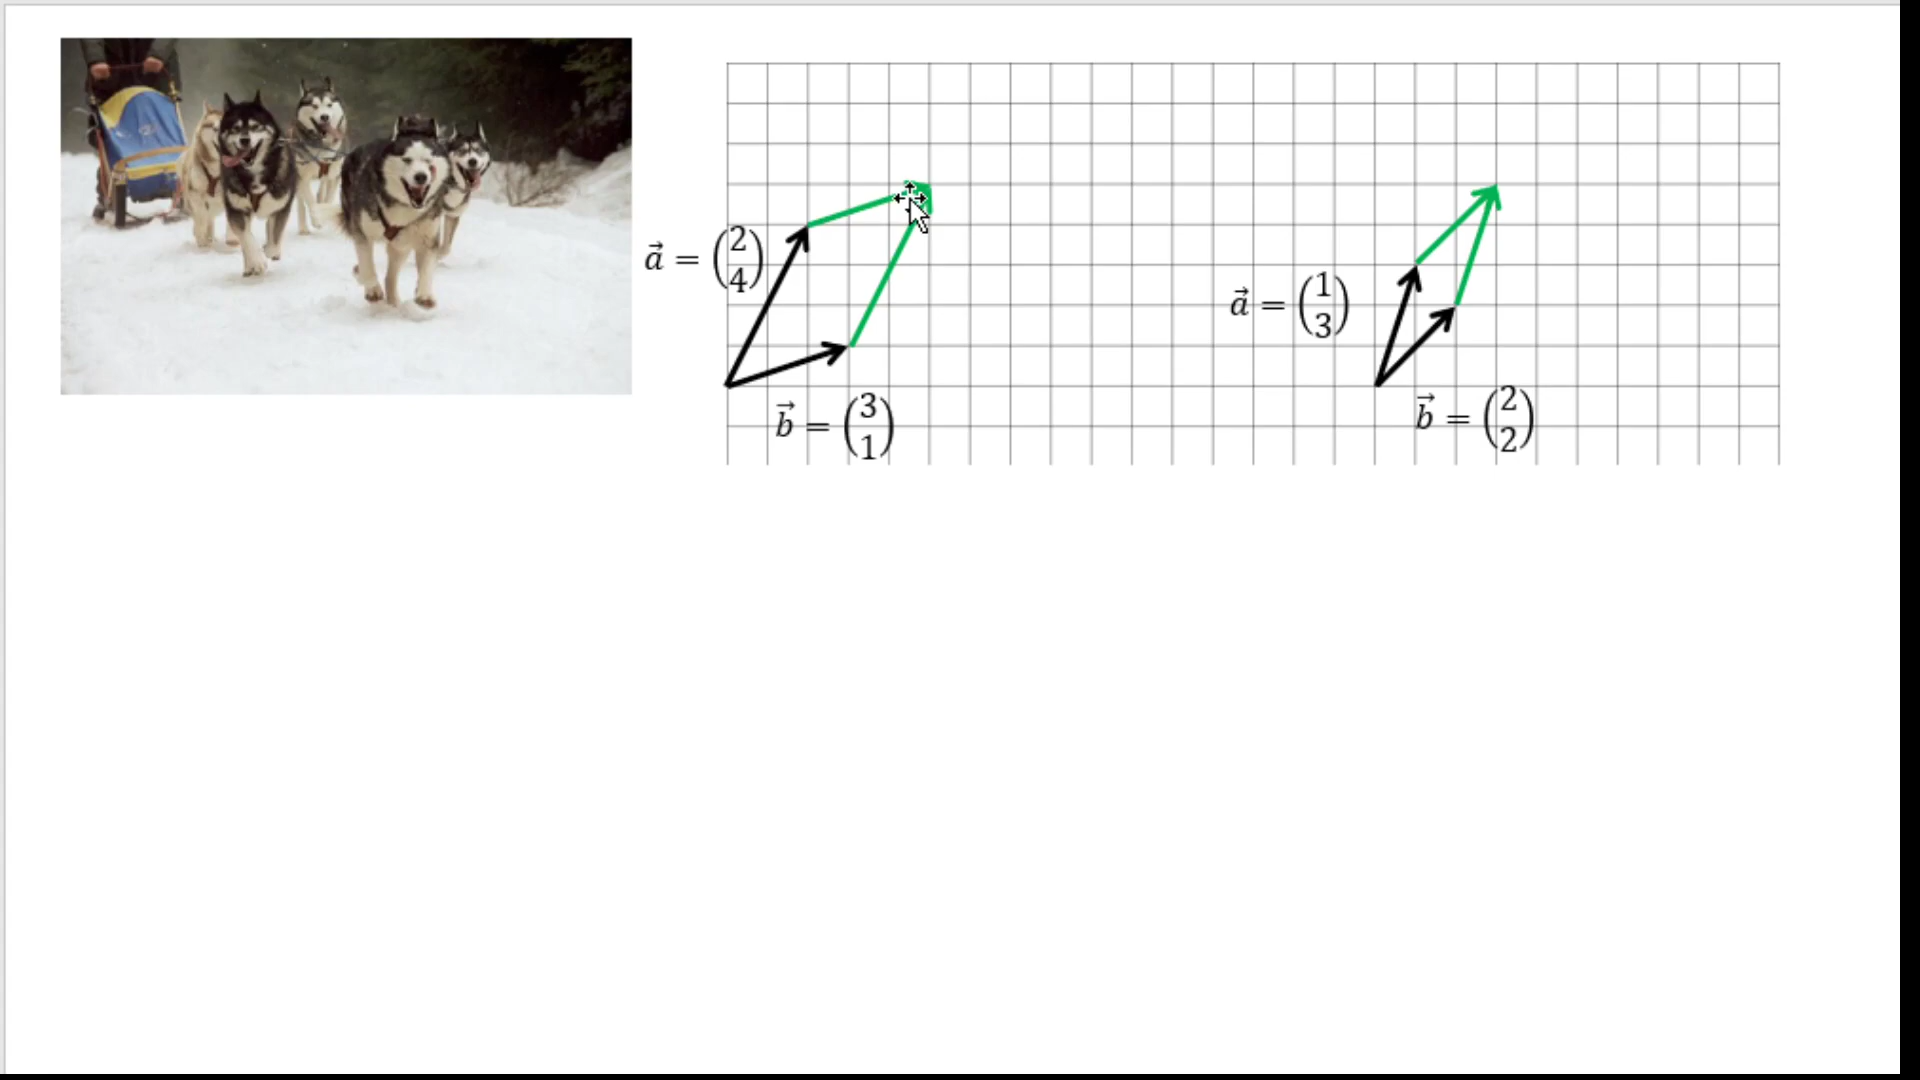 a⃗ = (2 4)
b⃗ = (3 1)
a⃗ = (1 3)
b⃗ = (2 2)